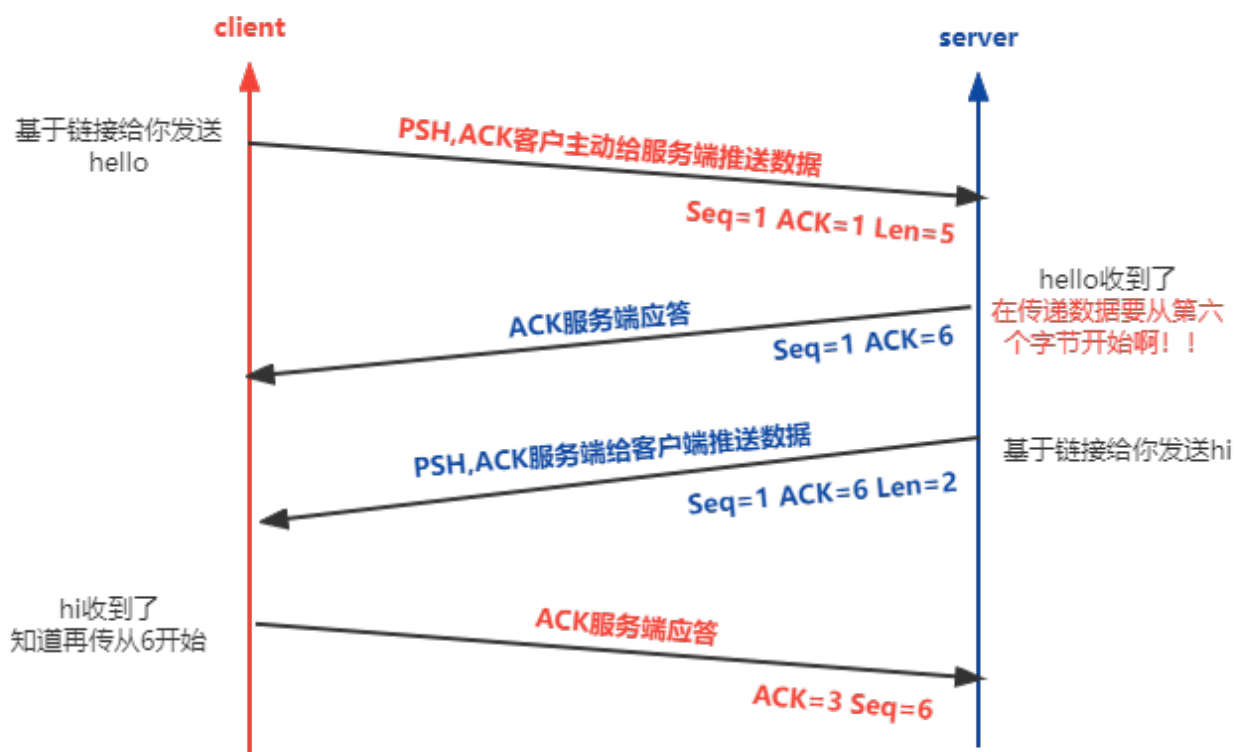 client
server
基于链接给你发送
hello
PSH,ACK客户主动给服务端推送数据
Seq=1 ACK=1 Len=5
hello收到了
在传递数据要从第六
个字节开始啊！！
ACK服务端应答
Seq=1 ACK=6
PSH,ACK服务端给客户端推送数据
基于链接给你发送hi
Seq=1 ACK=6 Len=2
hi收到了
知道再传从6开始
ACK服务端应答
ACK=3 Seq=6